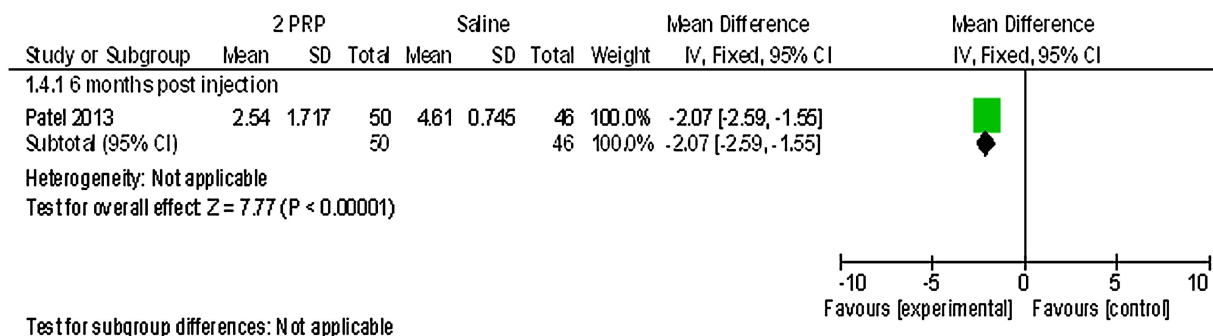 2 PRP Saline Mean Difference Mean Difference
Study or Subgroup Mean SD Total Mean SD Total Weight IV, Fixed, 95% CI IV, Fixed, 95% CI
1.4.1 6 months post injection
Patel 2013 2.54 1.717 50 4.61 0.745 46 100.0% -2.07 [-2.59, -1.55]
Subtotal (95% CI) 50 46 100.0% -2.07 [-2.59, -1.55]
Heterogeneity: Not applicable
Test for overall effect: Z = 7.77 (P < 0.00001)
-10 -5 0 5 10
Favours [experimental] Favours [control]
Test for subgroup differences: Not applicable